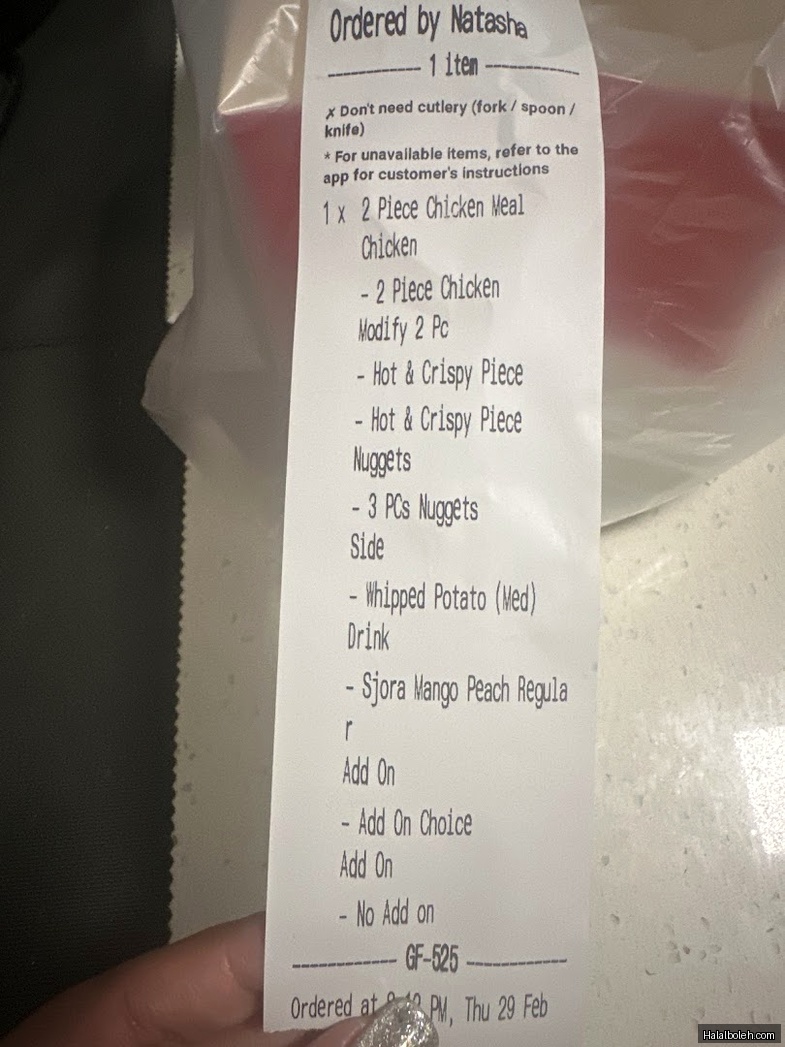 Ordered by Natasha
1 item
✗ Don't need cutlery (fork / spoon /
knife)
* For unavailable items, refer to the
app for customer's instructions
1 x 2 Piece Chicken Meal
Chicken
- 2 Piece Chicken
Modify 2 Pc
- Hot & Crispy Piece
- Hot & Crispy Piece
Nuggets
- 3 PCs Nuggets
Side
- Whipped Potato (Med)
Drink
- Sjora Mango Peach Regula
r
Add On
- Add On Choice
Add On
- No Add on
GF-525
Ordered at PM, Thu 29 Feb
Halalboleh.com